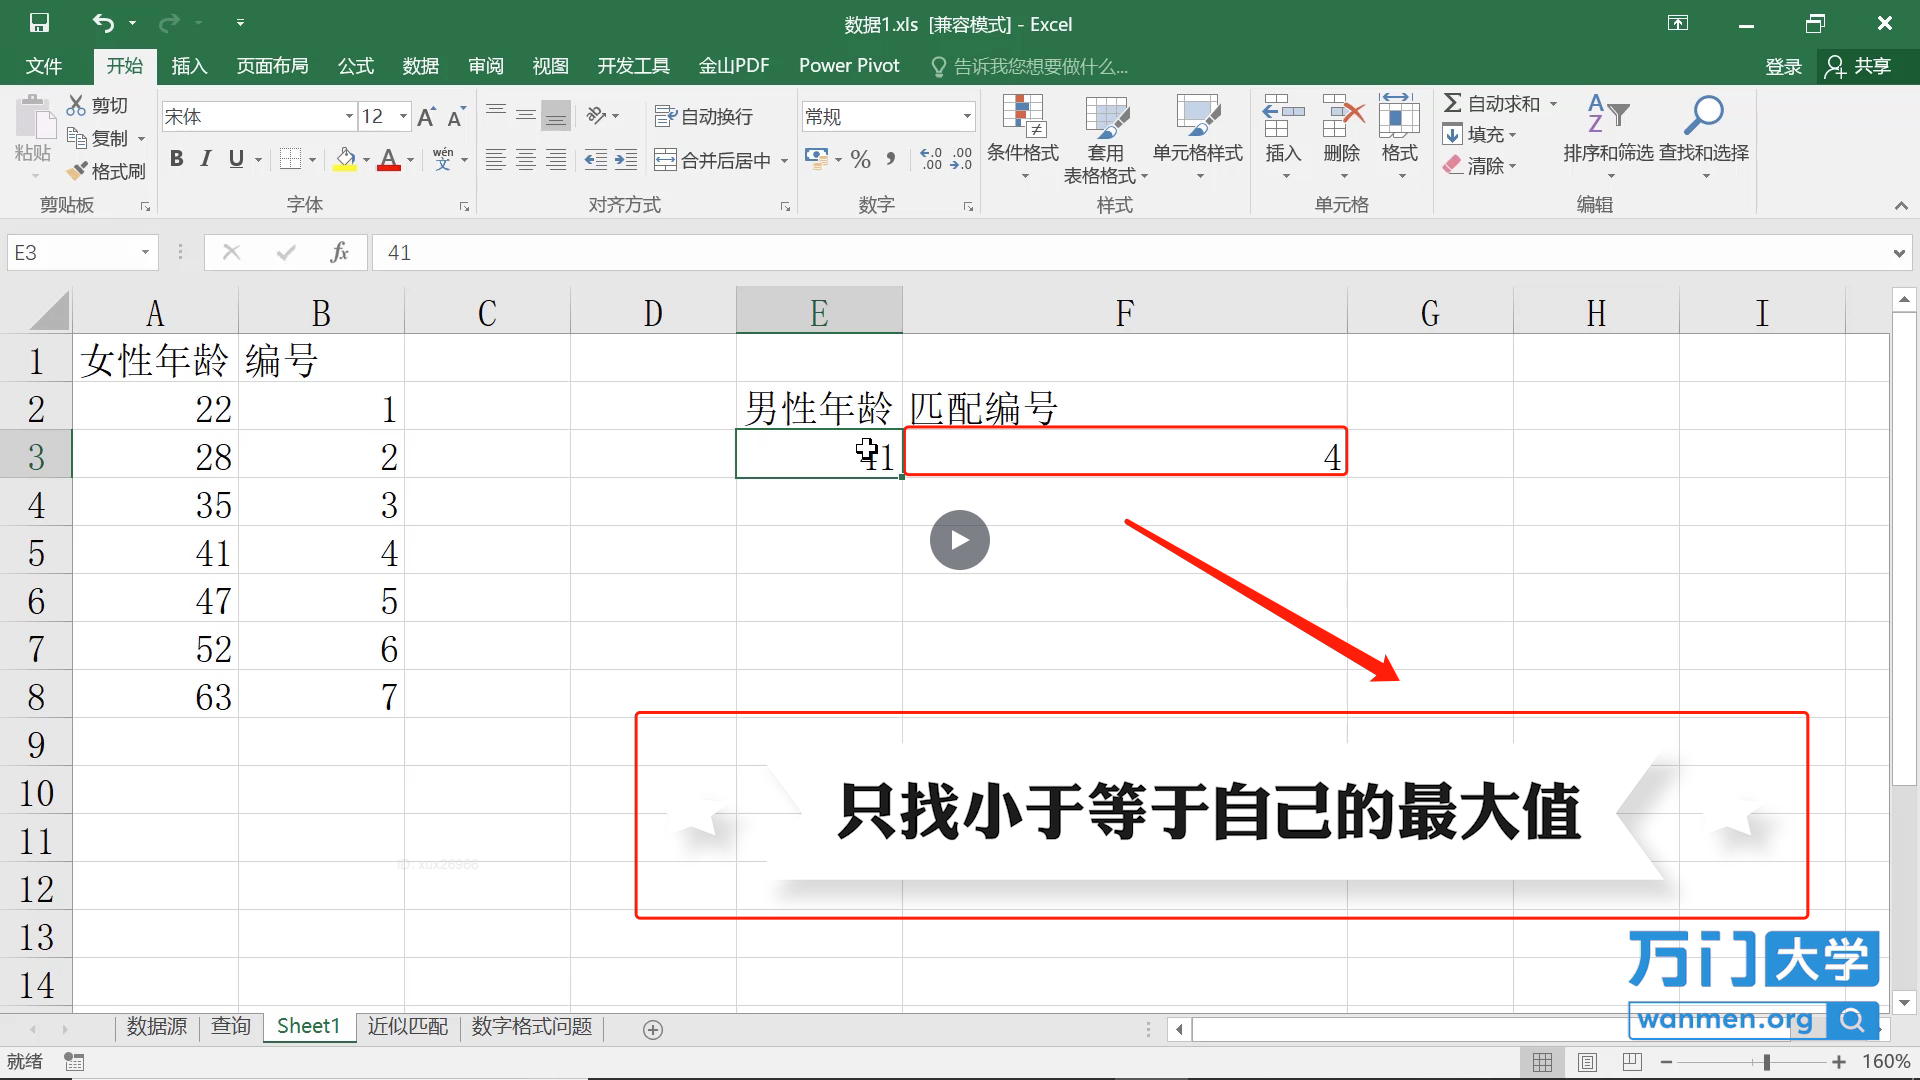 数据1.xls [兼容模式] - Excel
文件 开始 插入 页面布局 公式 数据 审阅 视图 开发工具 金山PDF Power Pivot 告诉我您想要做什么... 登录 共享
粘贴 剪切 复制 格式刷
宋体 12 A A
B I U A wén 文
自动换行
合并后居中
常规
% , .0 .00 .00 .0
条件格式 套用 表格格式 单元格样式
插入 删除 格式
Σ 自动求和 填充 清除
排序和筛选 查找和选择
剪贴板 字体 对齐方式 数字 样式 单元格 编辑
E3 fx 41
A B C D E F G H I
1 女性年龄 编号
2 22 1 男性年龄 匹配编号
3 28 2 41 4
4 35 3
5 41 4
6 47 5
7 52 6
8 63 7
9
10
只找小于等于自己的最大值
11
ID: xux26966
12
13
万门大学
14
wanmen.org
数据源 查询 Sheet1 近似匹配 数字格式问题
就绪 160%